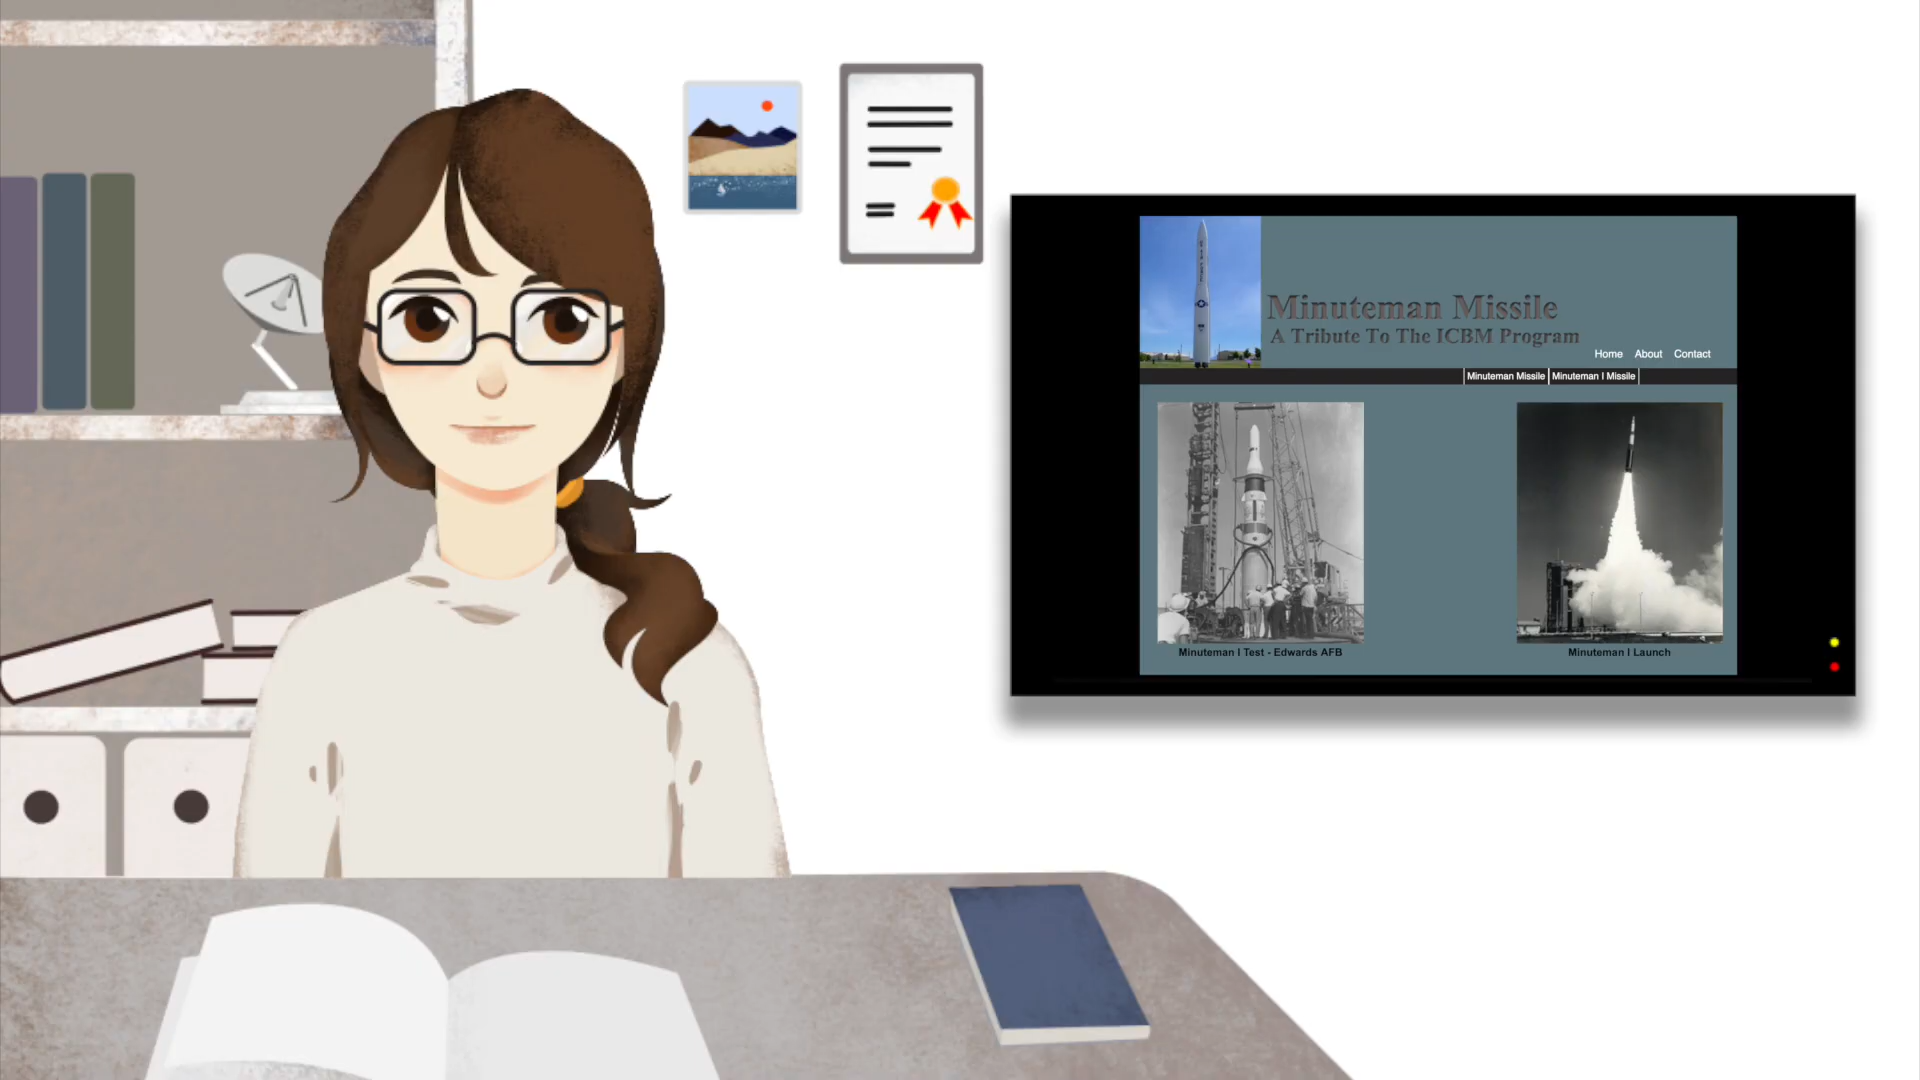 Minuteman Missile
A Tribute To The ICBM Program
Home About Contact
Minuteman Missile Minuteman I Missile
Minuteman I Test - Edwards AFB
Minuteman I Launch